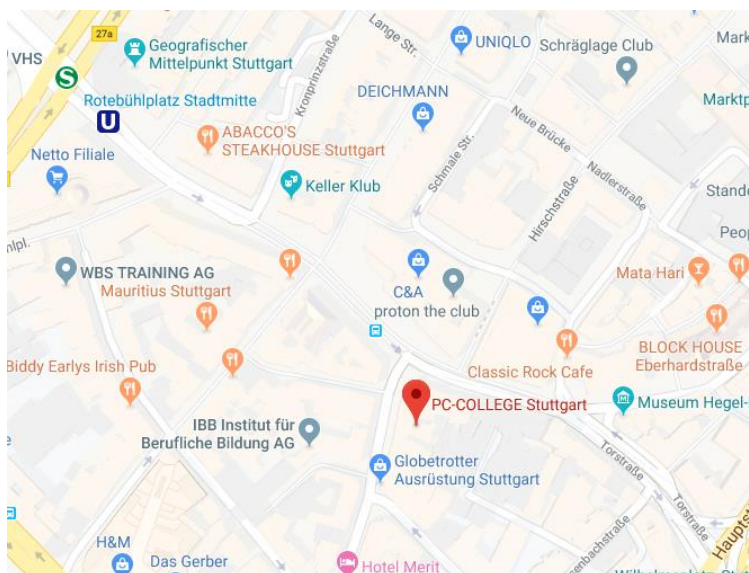 27a
VHS
S
Geografischer
Mittelpunkt Stuttgart
Lange Str.
UNIQLO
Schräglage Club
Mark
Kronprinzstraße
DEICHMANN
Rotebühlplatz Stadtmitte
U
Marktp
Neue Brücke
ABACCO'S
STEAKHOUSE Stuttgart
Netto Filiale
Schmale Str.
Nadlerstraße
Keller Klub
Hirschstraße
Stande
Peop
hlpl.
WBS TRAINING AG
Mauritius Stuttgart
C&A
proton the club
Mata Hari
BLOCK HOUSE
Eberhardstraße
Biddy Earlys Irish Pub
Classic Rock Cafe
PC-COLLEGE Stuttgart
Museum Hegel-
IBB Institut für
Berufliche Bildung AG
Globetrotter
Ausrüstung Stuttgart
Torstraße
Torstraße
H&M
Das Gerber
Hotel Merit
senbachstraße
Hauptst